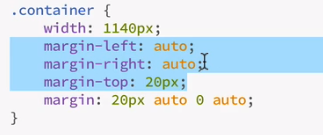 .container {
    width: 1140px;
    margin-left: auto;
    margin-right: auto;
    margin-top: 20px;
    margin: 20px auto 0 auto;
}